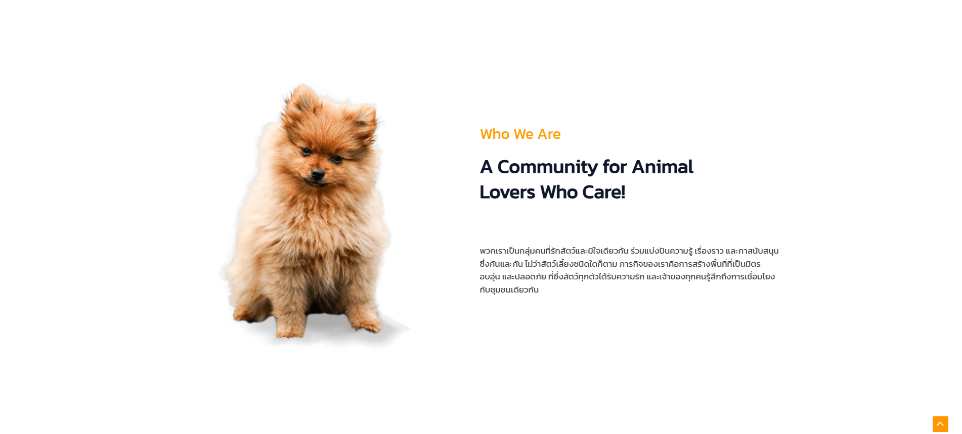 Who We Are
A Community for Animal
Lovers Who Care!
พวกเราเป็นกลุ่มคนที่รักสัตว์และมีใจเดียวกัน ร่วมแบ่งปันความรู้ เรื่องราว และการสนับสนุน
ซึ่งกันและกัน ไม่ว่าสัตว์เลี้ยงชนิดใดก็ตาม ภารกิจของเราคือการสร้างพื้นที่ที่เป็นมิตร
อบอุ่น และปลอดภัย ที่ซึ่งสัตว์ทุกตัวได้รับความรัก และเจ้าของทุกคนรู้สึกถึงการเชื่อมโยง
กับชุมชนเดียวกัน